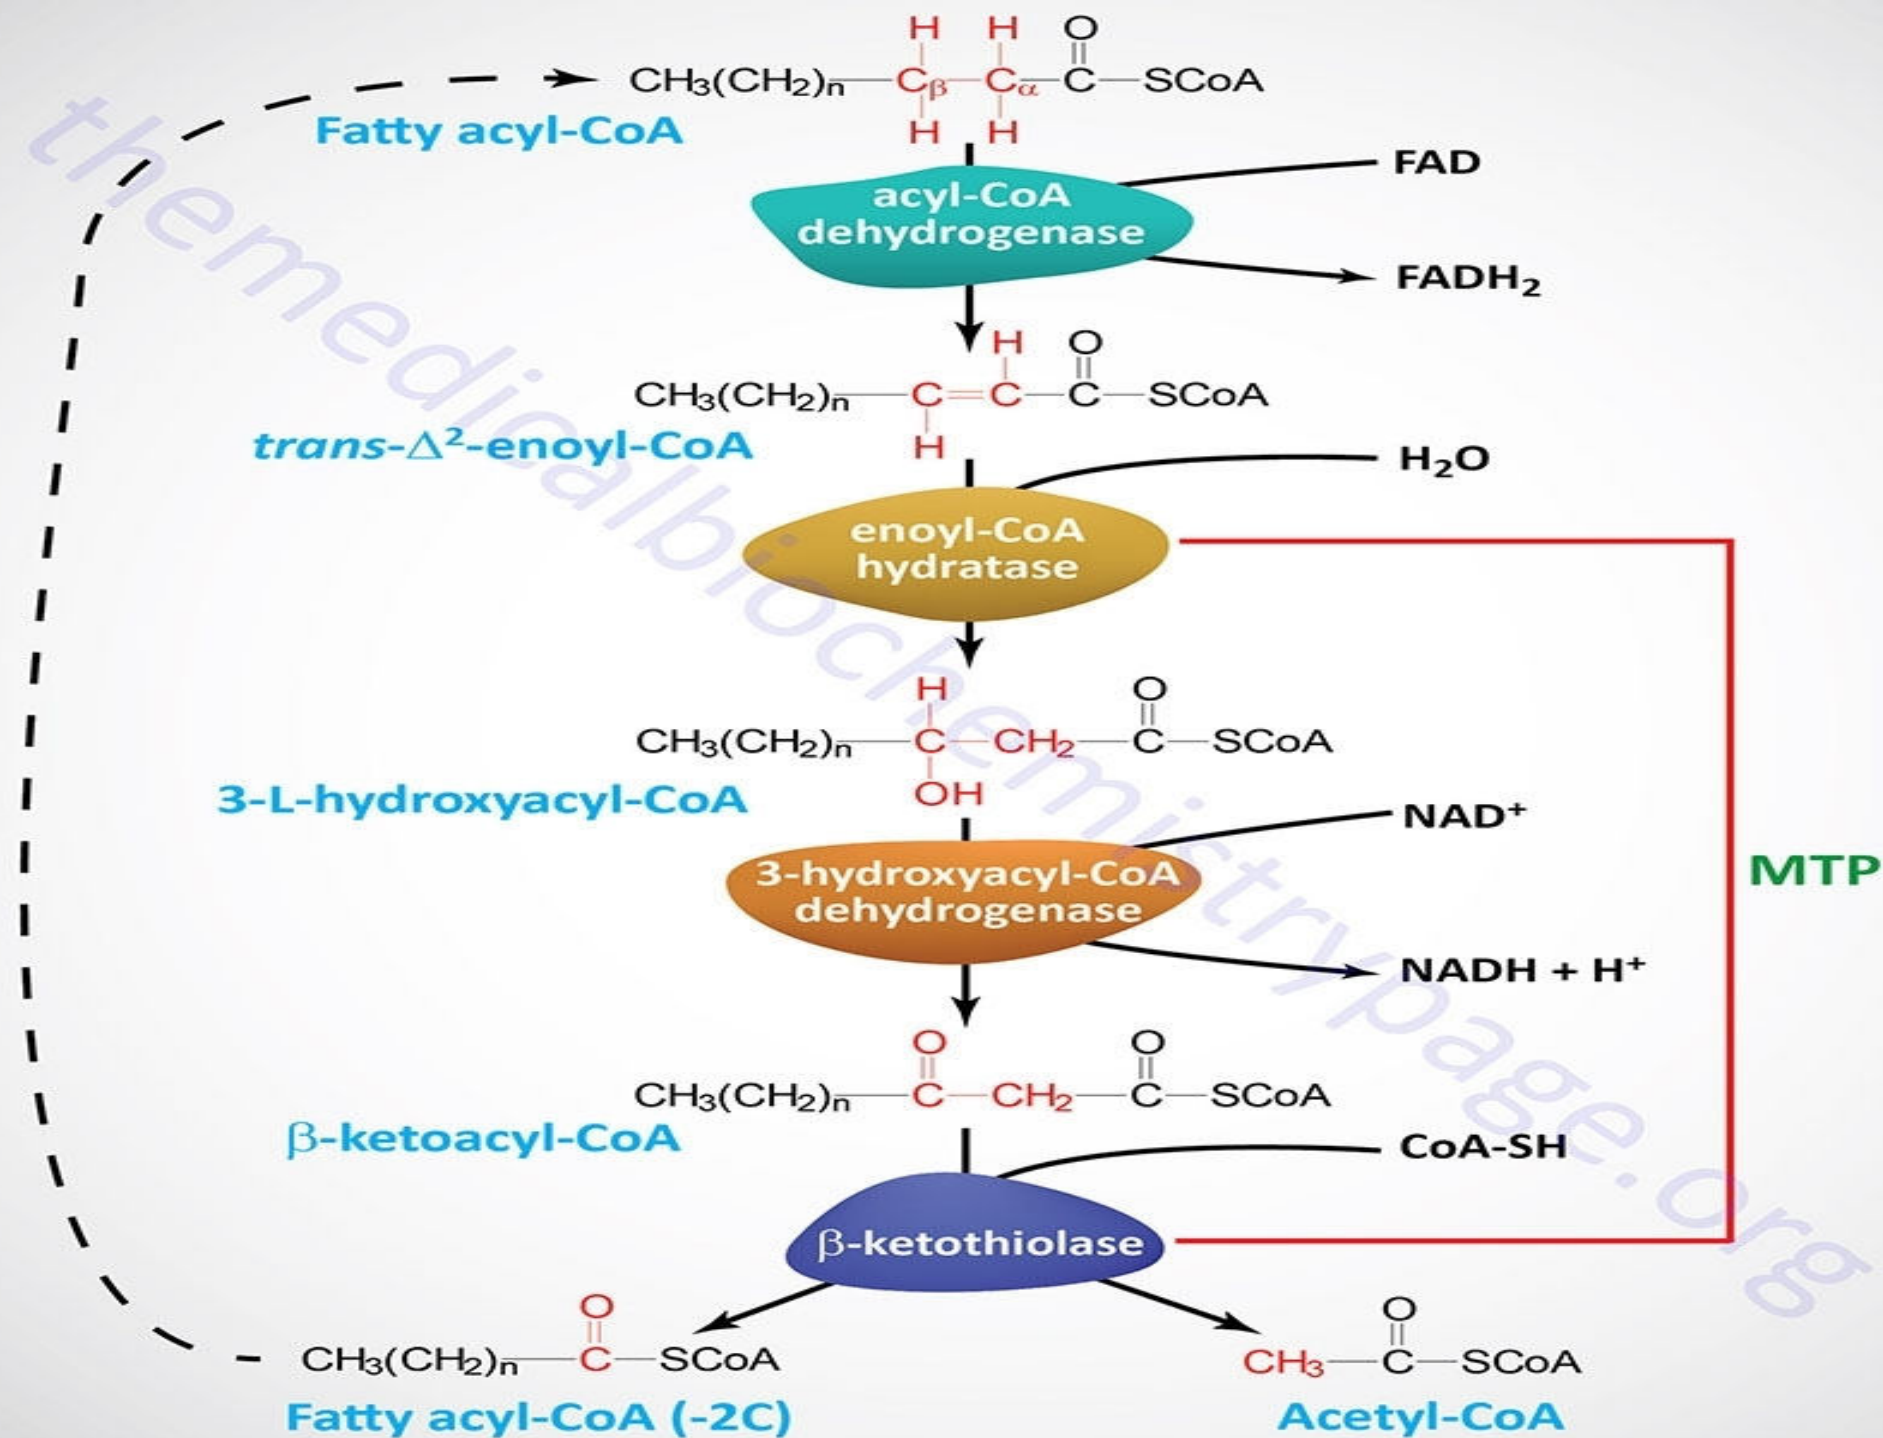 H H O
CH₃(CH₂)ₙ Cβ Cα C SCoA
H H
Fatty acyl-CoA
FAD
acyl-CoA
dehydrogenase
FADH₂
H O
CH₃(CH₂)ₙ C C C SCoA
H
trans-Δ²-enoyl-CoA
H₂O
enoyl-CoA
hydratase
H O
CH₃(CH₂)ₙ C CH₂ C SCoA
OH
3-L-hydroxyacyl-CoA
NAD⁺
3-hydroxyacyl-CoA
dehydrogenase
MTP
NADH + H⁺
O O
CH₃(CH₂)ₙ C CH₂ C SCoA
β-ketoacyl-CoA
CoA-SH
β-ketothiolase
O
CH₃(CH₂)ₙ C SCoA
Fatty acyl-CoA (-2C)
O
CH₃ C SCoA
Acetyl-CoA
themedicalbiochemistrypage.org